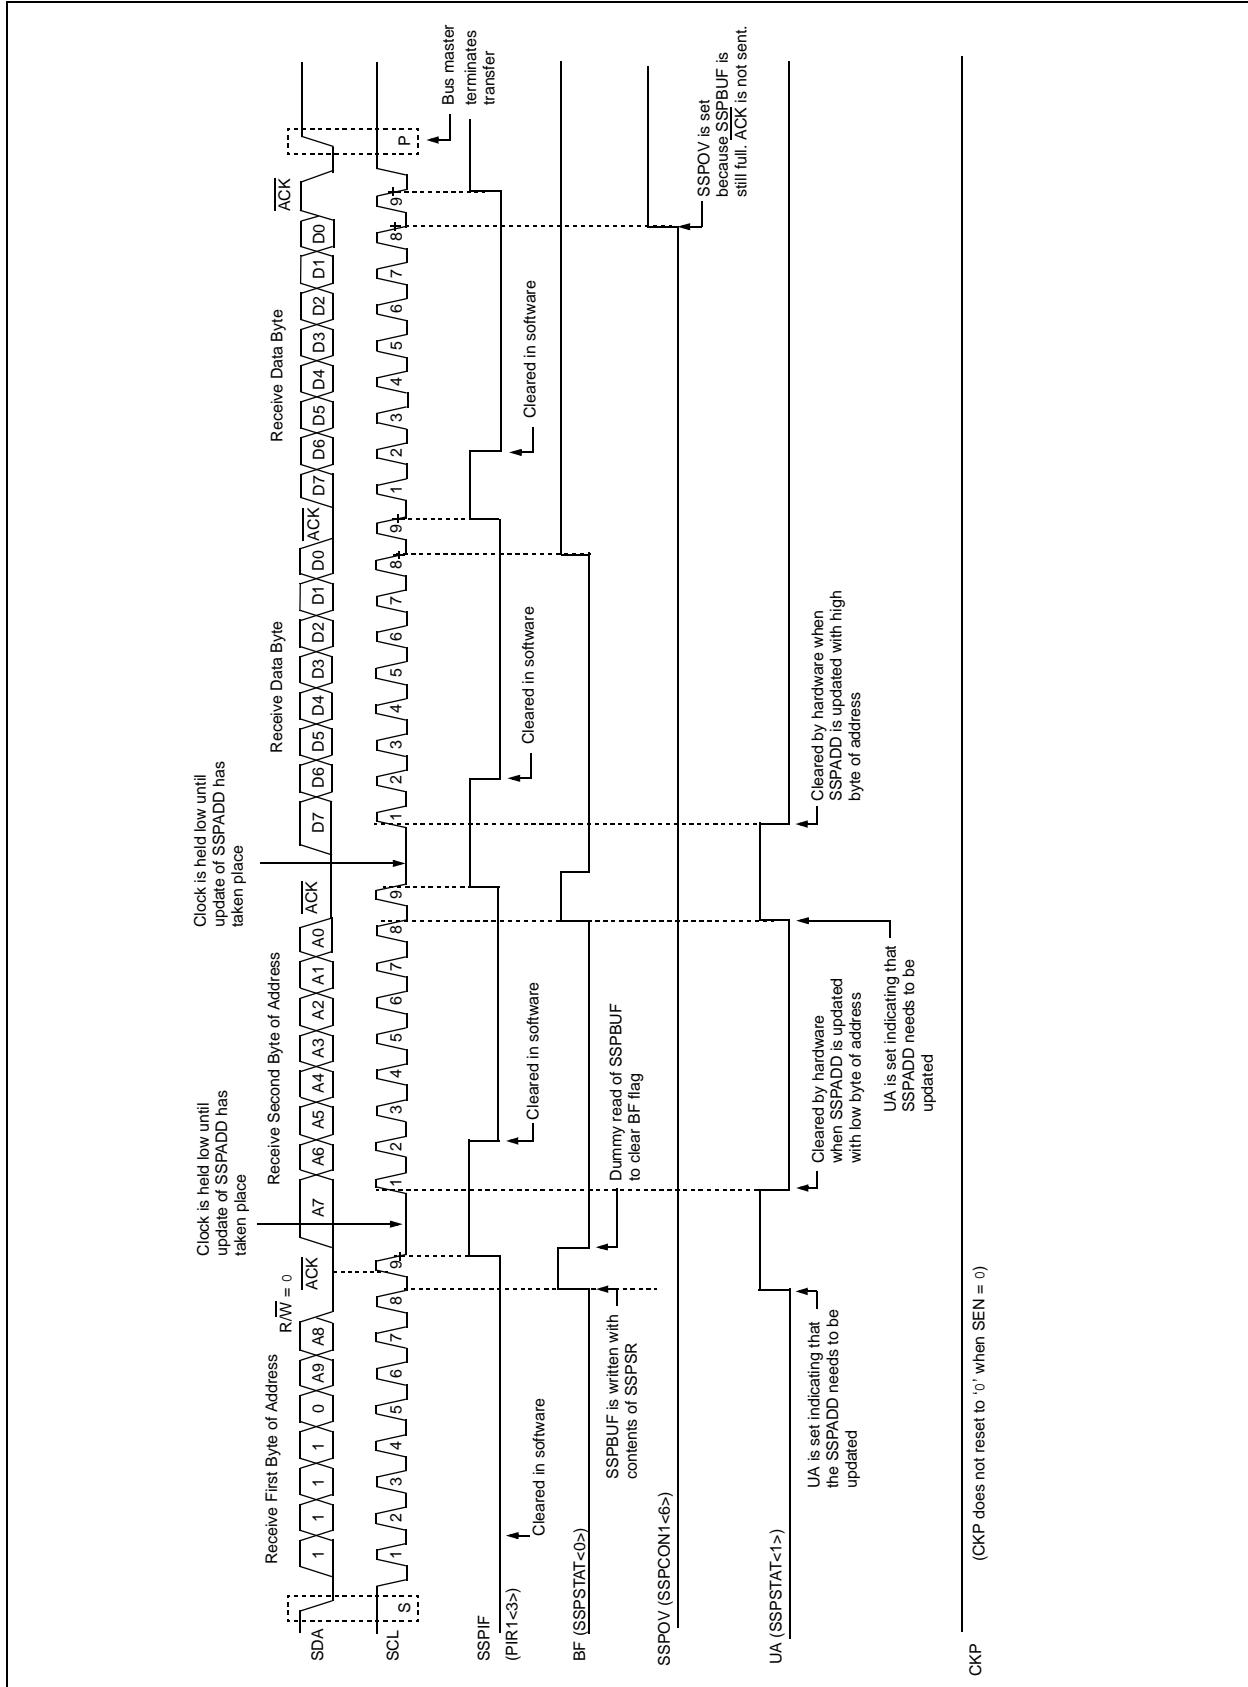 Receive First Byte of Address
R/W = 0
ACK
Clock is held low until
update of SSPADD has
taken place
Receive Second Byte of Address
ACK
Clock is held low until
update of SSPADD has
taken place
Receive Data Byte
ACK
Receive Data Byte
ACK
SDA
1 1 1 1 0 A9 A8 A7 A6 A5 A4 A3 A2 A1 A0 D7 D6 D5 D4 D3 D2 D1 D0 D7 D6 D5 D4 D3 D2 D1 D0
SCL
S
1 2 3 4 5 6 7 8 9 1 2 3 4 5 6 7 8 9 1 2 3 4 5 6 7 8 9 1 2 3 4 5 6 7 8 9
P
Bus master
terminates
transfer
SSPIF
(PIR1<3>)
Cleared in software
Cleared in software
Cleared in software
Cleared in software
BF (SSPSTAT<0>)
SSPBUF is written with
contents of SSPSR
Dummy read of SSPBUF
to clear BF flag
SSPOV (SSPCON1<6>)
SSPOV is set
because SSPBUF is
still full. ACK is not sent.
UA (SSPSTAT<1>)
UA is set indicating that
the SSPADD needs to be
updated
Cleared by hardware
when SSPADD is updated
with low byte of address
UA is set indicating that
SSPADD needs to be
updated
Cleared by hardware when
SSPADD is updated with high
byte of address
CKP
(CKP does not reset to ‘0’ when SEN = 0)